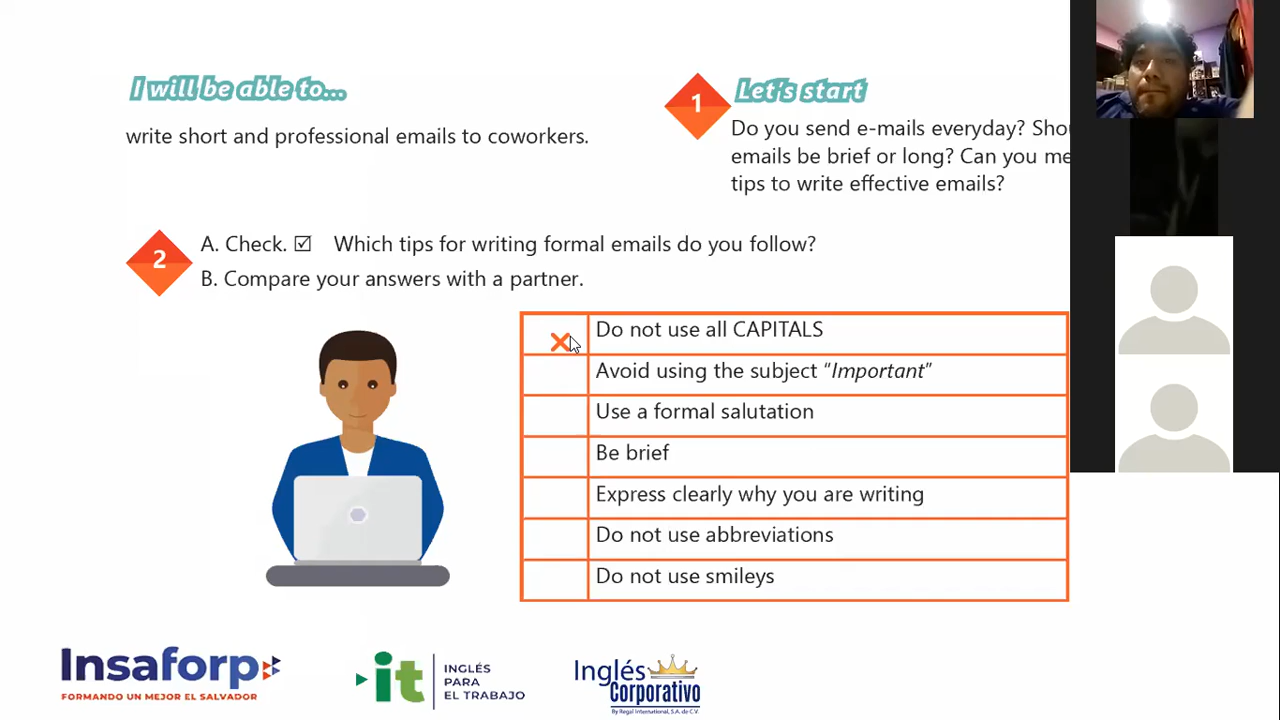 I will be able to...
write short and professional emails to coworkers.
1
Let's start
Do you send e-mails everyday?
emails be brief or long? Can you
tips to write effective emails?
2
A. Check. ☑ Which tips for writing formal emails do you follow?
B. Compare your answers with a partner.
Do not use all CAPITALS
Avoid using the subject "Important"
Use a formal salutation
Be brief
Express clearly why you are writing
Do not use abbreviations
Do not use smileys
Insaforp
FORMANDO UN MEJOR EL SALVADOR
it
INGLÉS
PARA
EL TRABAJO
Inglés
Corporativo
By Regal International, S.A. de C.V.